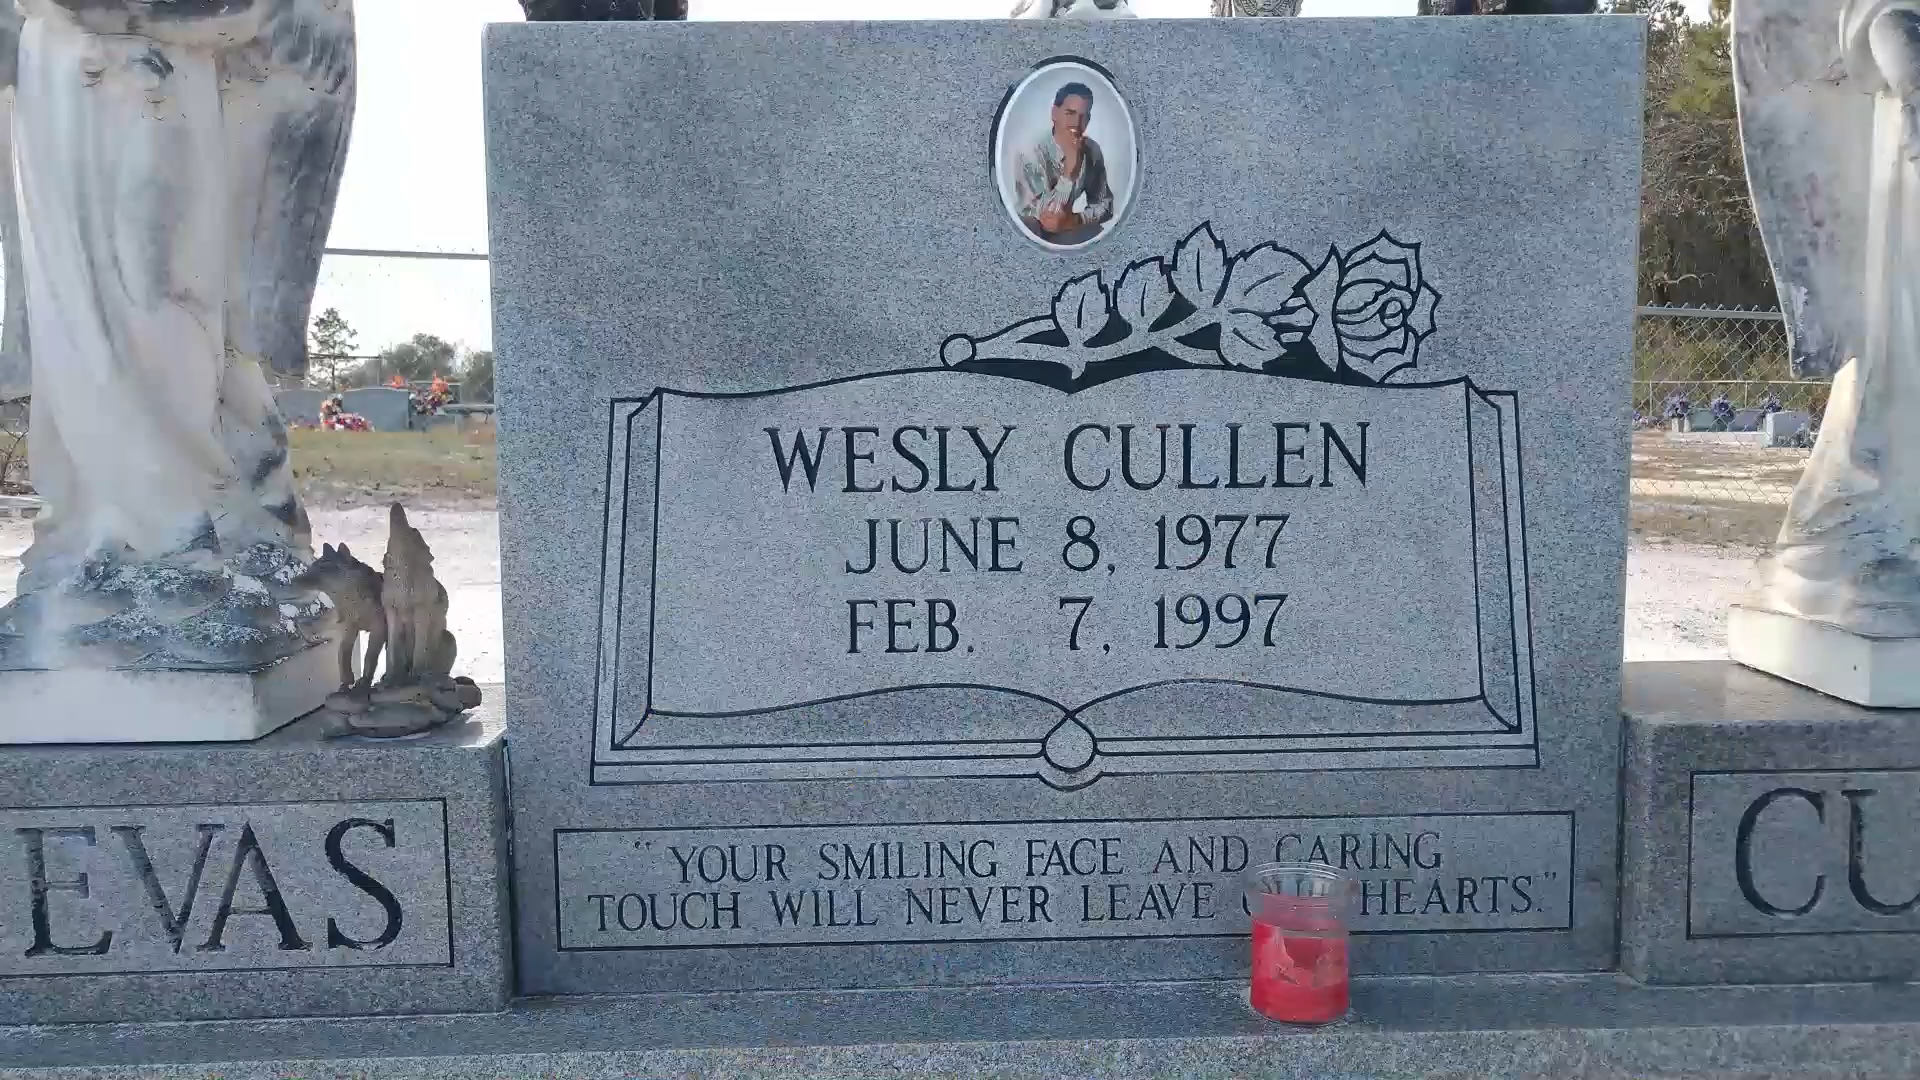 WESLY CULLEN
JUNE 8, 1977
FEB. 7, 1997
EVAS
CU
"YOUR SMILING FACE AND CARING
TOUCH WILL NEVER LEAVE HEARTS."